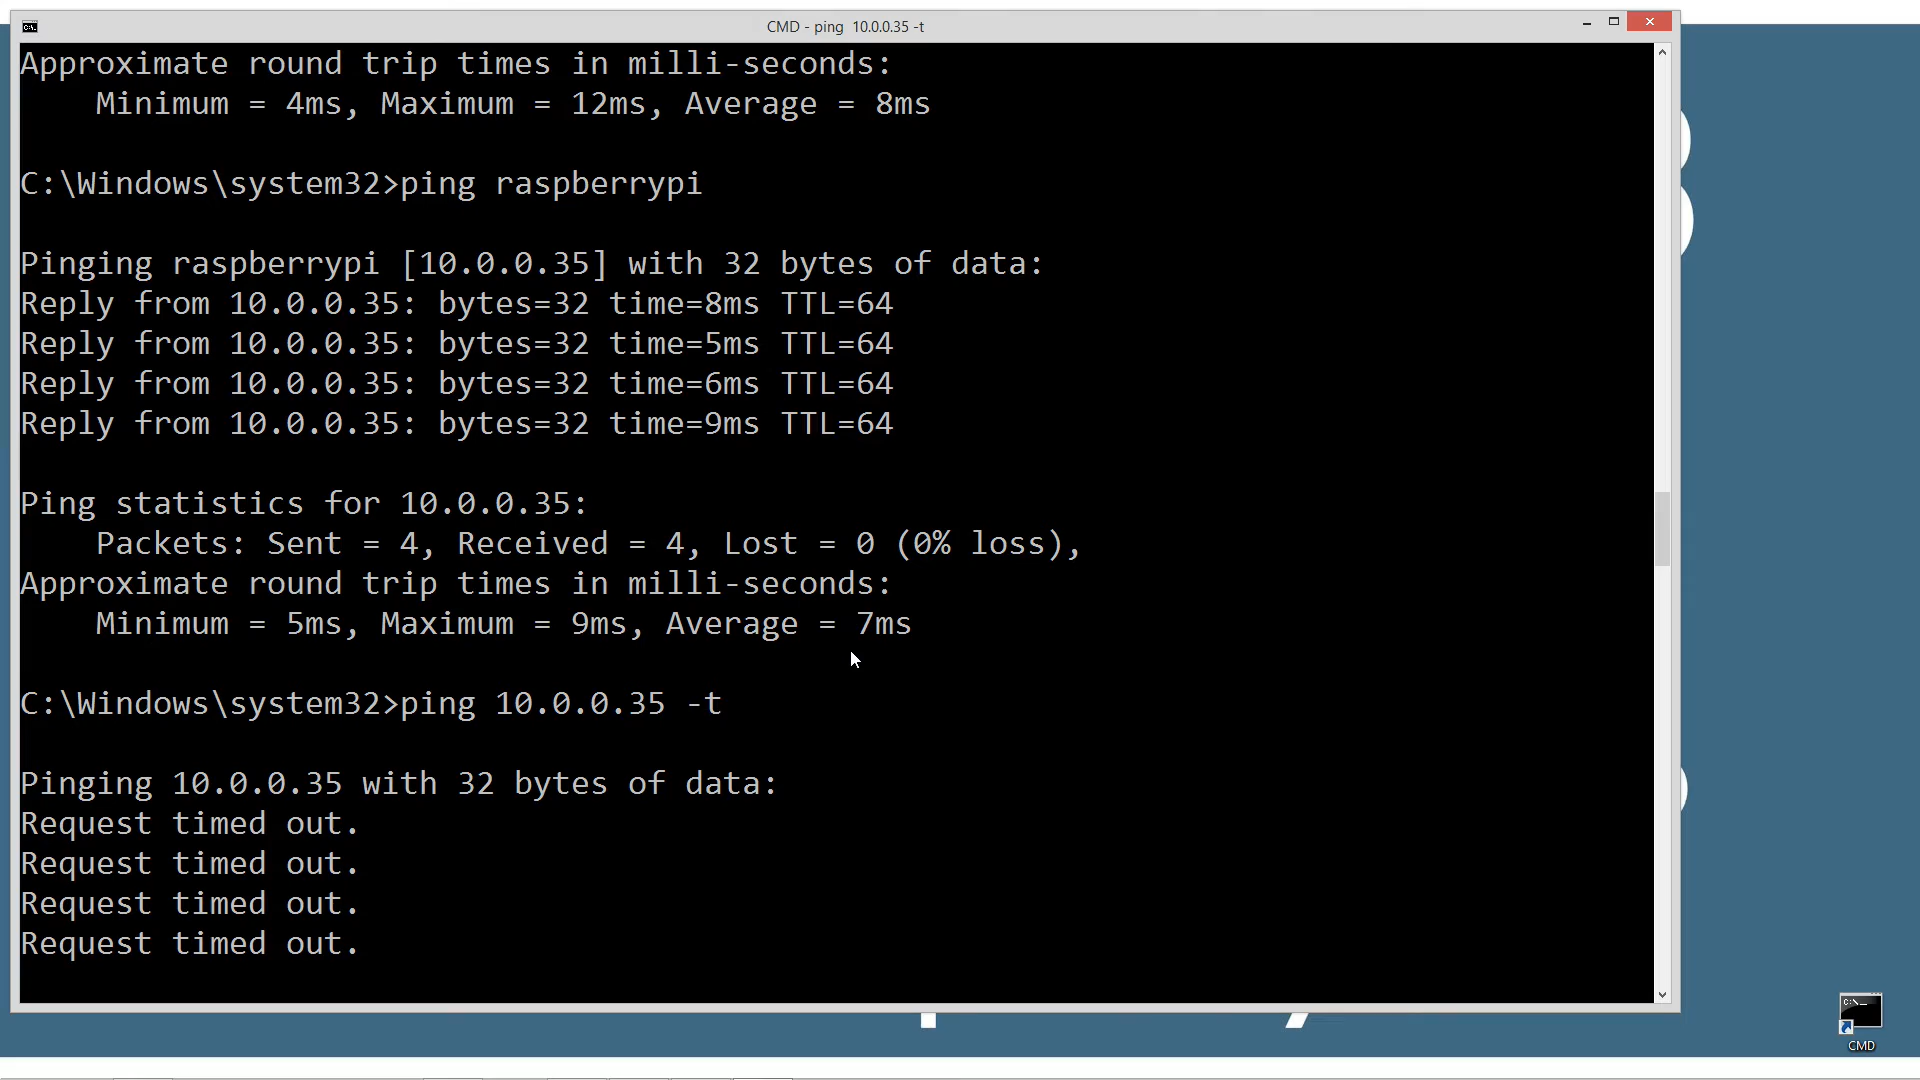 CMD - ping  10.0.0.35 -t
Approximate round trip times in milli-seconds:
    Minimum = 4ms, Maximum = 12ms, Average = 8ms
C:\Windows\system32>ping raspberrypi
Pinging raspberrypi [10.0.0.35] with 32 bytes of data:
Reply from 10.0.0.35: bytes=32 time=8ms TTL=64
Reply from 10.0.0.35: bytes=32 time=5ms TTL=64
Reply from 10.0.0.35: bytes=32 time=6ms TTL=64
Reply from 10.0.0.35: bytes=32 time=9ms TTL=64
Ping statistics for 10.0.0.35:
    Packets: Sent = 4, Received = 4, Lost = 0 (0% loss),
Approximate round trip times in milli-seconds:
    Minimum = 5ms, Maximum = 9ms, Average = 7ms
C:\Windows\system32>ping 10.0.0.35 -t
Pinging 10.0.0.35 with 32 bytes of data:
Request timed out.
Request timed out.
Request timed out.
Request timed out.
CMD